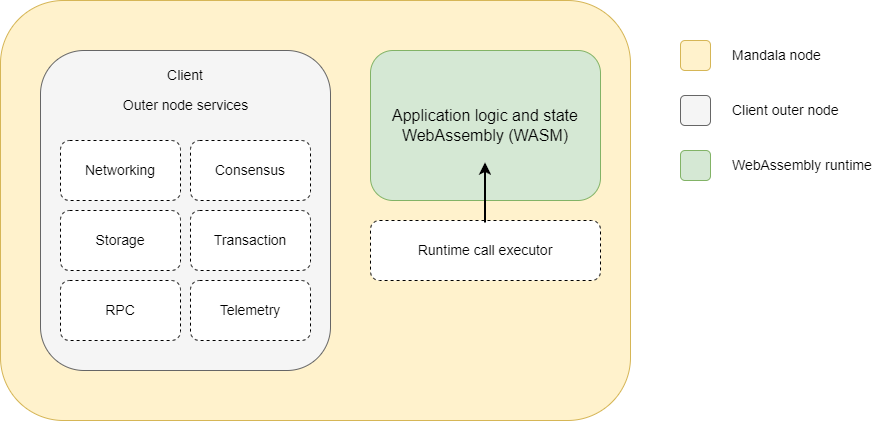 Client
Outer node services
Networking
Consensus
Storage
Transaction
RPC
Telemetry
Application logic and state
WebAssembly (WASM)
Runtime call executor
Mandala node
Client outer node
WebAssembly runtime